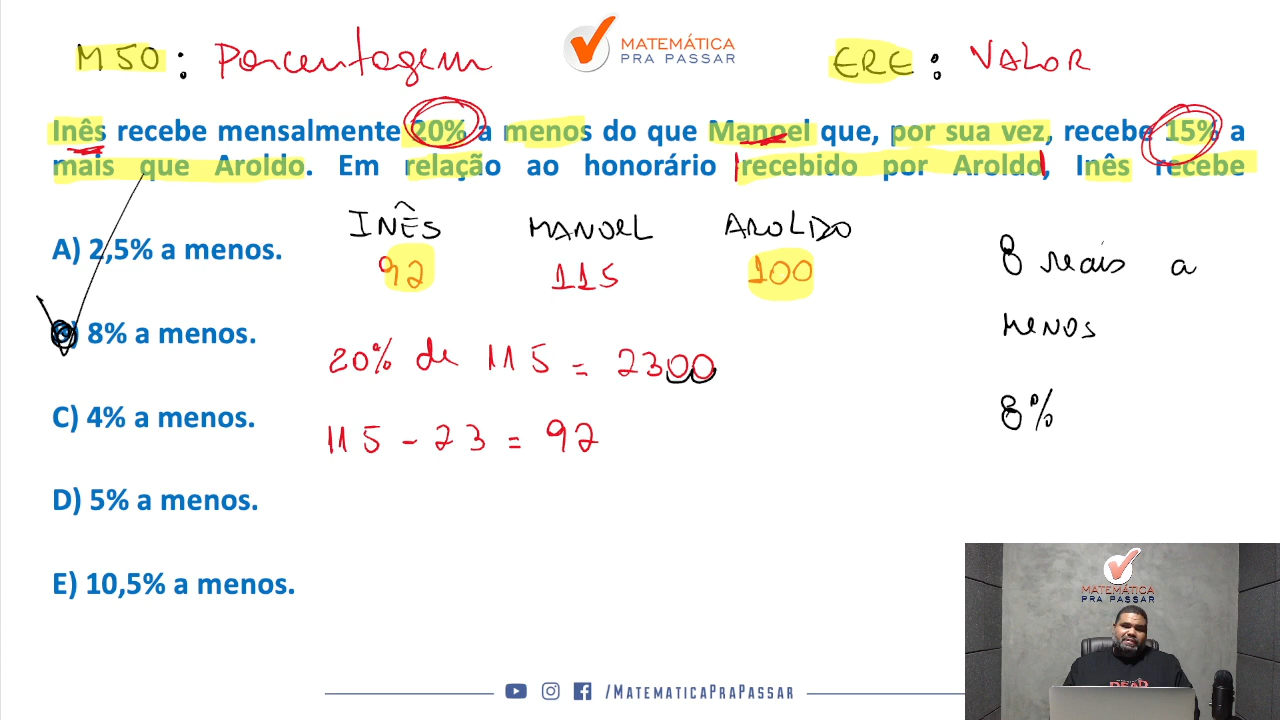 M50 : Porcentagem
MATEMÁTICA
PRA PASSAR
ERE : VALOR
Inês recebe mensalmente 20% a menos do que Manoel que, por sua vez, recebe 15% a
mais que Aroldo. Em relação ao honorário recebido por Aroldo, Inês recebe
INÊS MANOEL AROLDO
92 115 100
8 reais a
menos
8%
A) 2,5% a menos.
B) 8% a menos.
C) 4% a menos.
D) 5% a menos.
E) 10,5% a menos.
20% de 115 = 2300
115 - 23 = 92
MATEMÁTICA
PRA PASSAR
/MATEMATICAPRAPASSAR